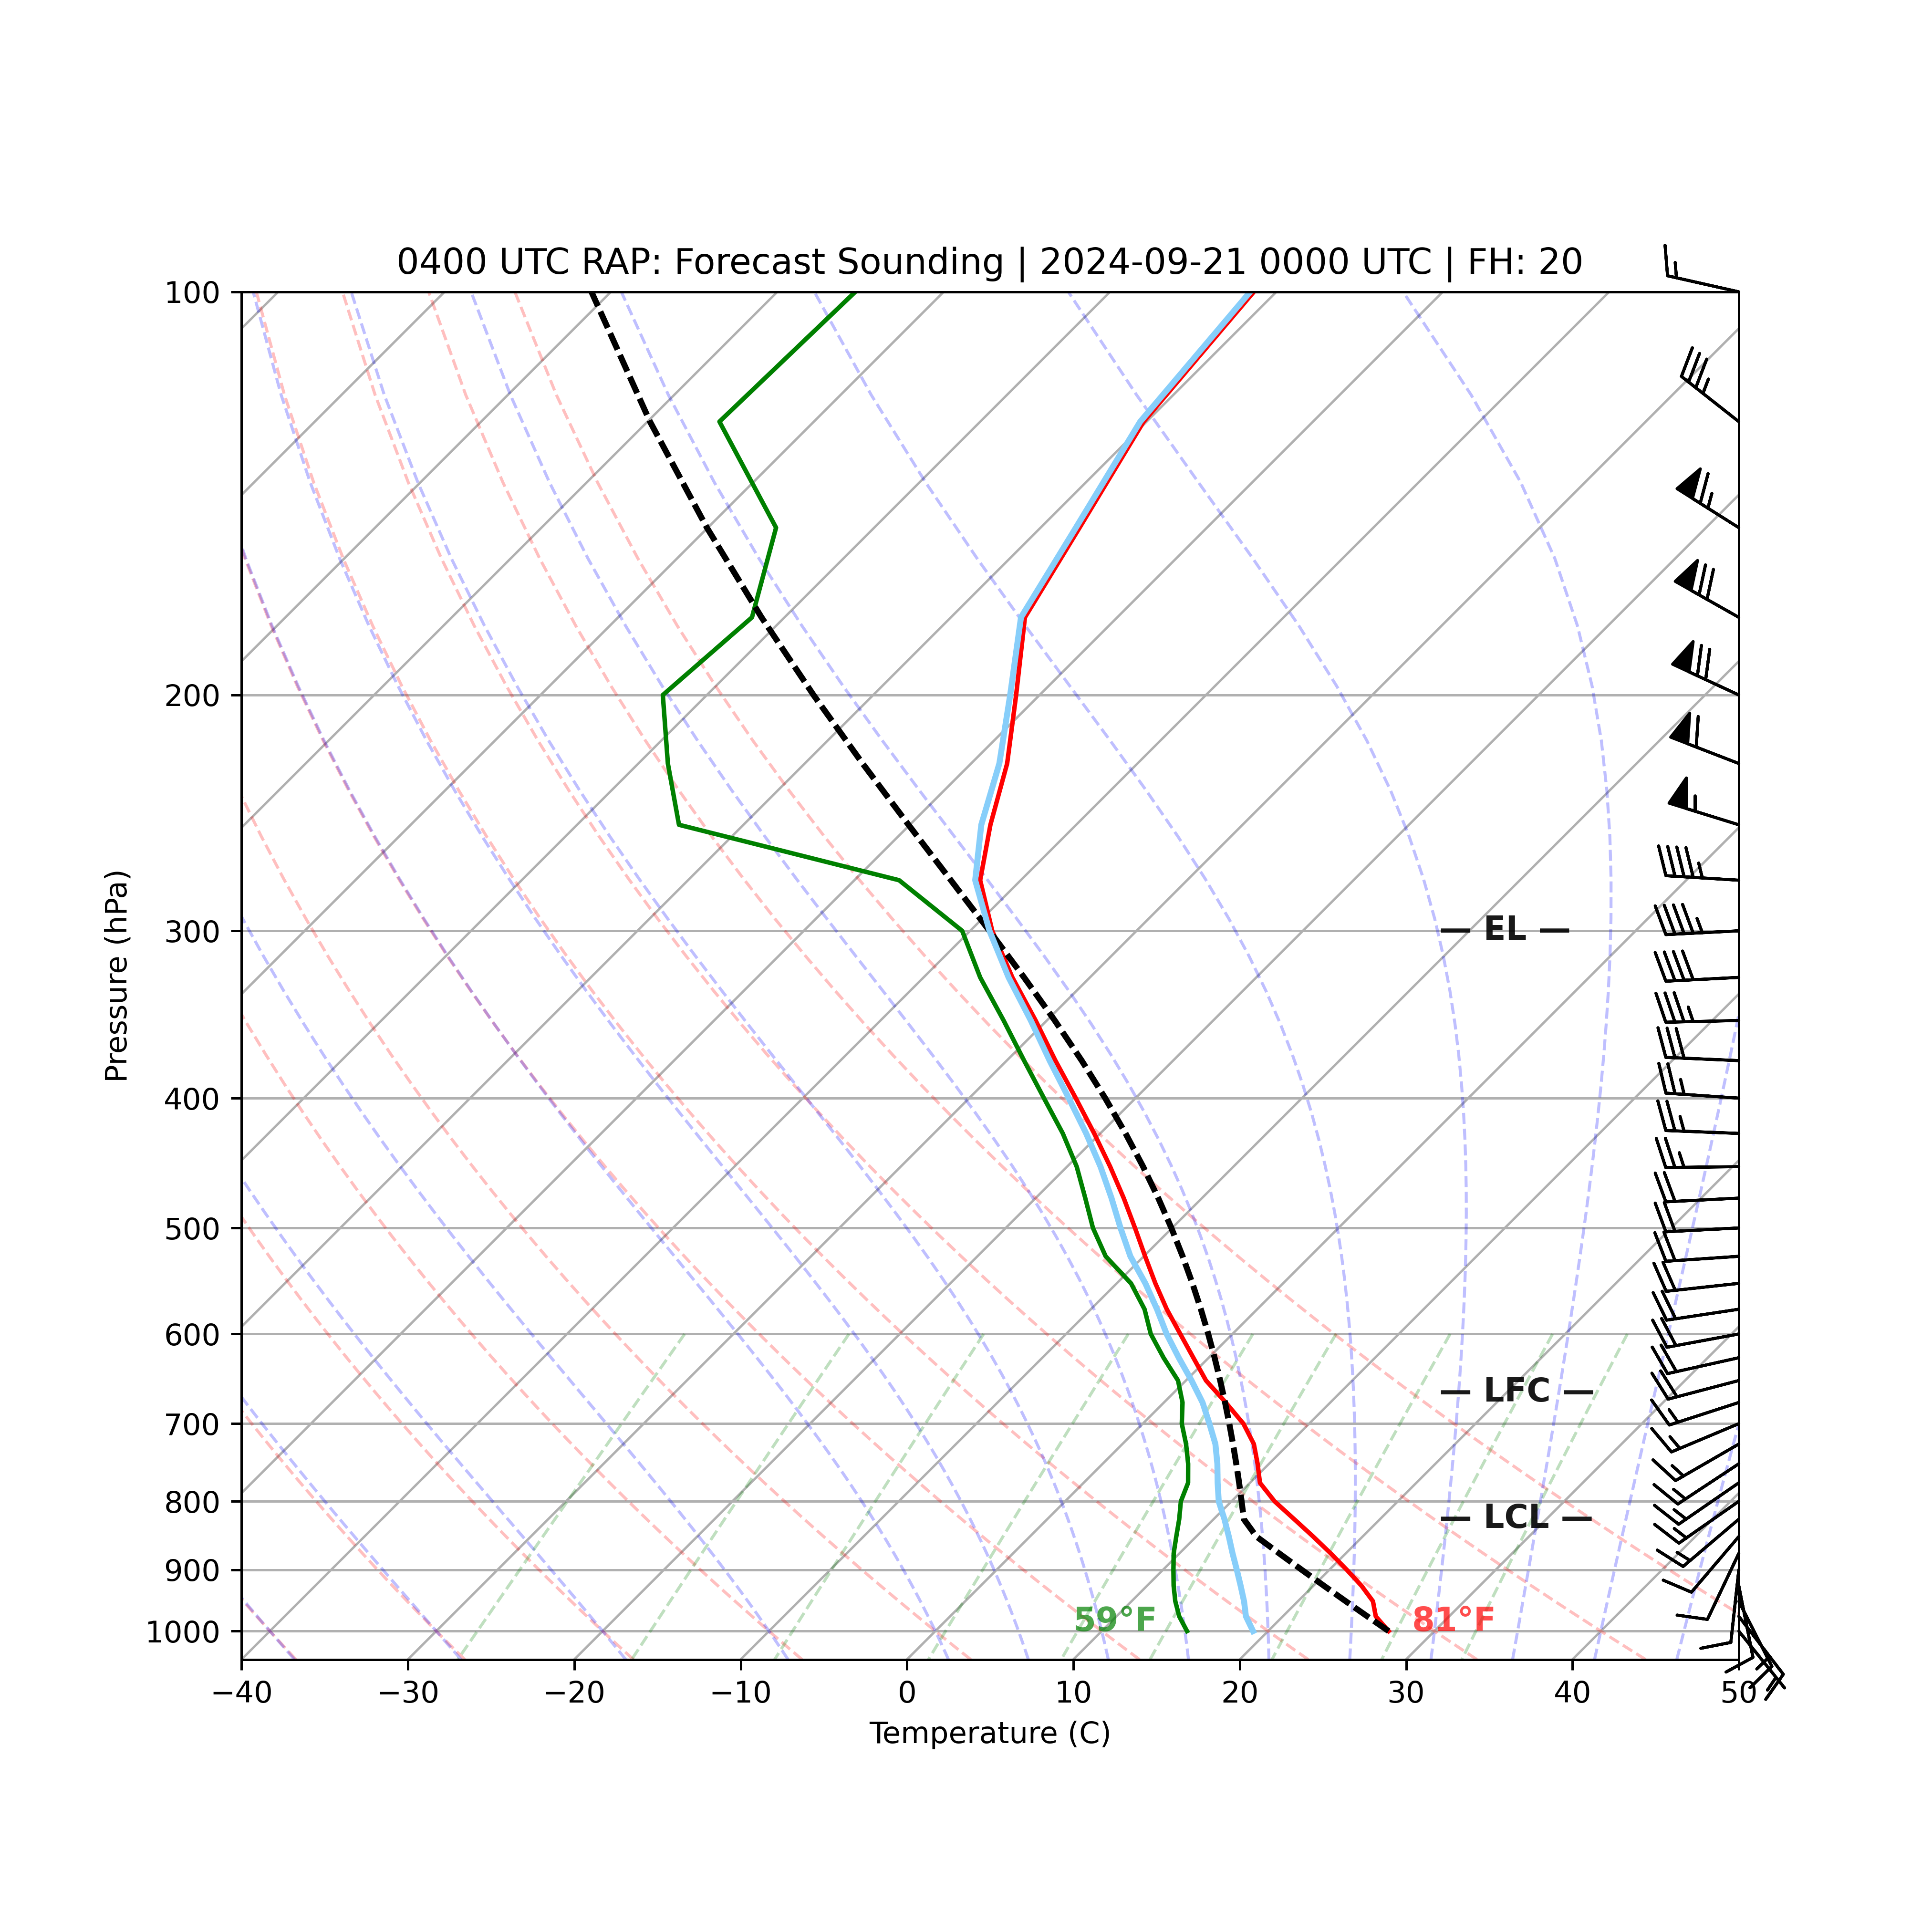 0400 UTC RAP: Forecast Sounding | 2024-09-21 0000 UTC | FH: 20
100
200
300
400
500
600
700
800
900
1000
Pressure (hPa)
— EL —
— LFC —
— LCL —
59°F
81°F
−40
−30
−20
−10
0
10
20
30
40
50
Temperature (C)